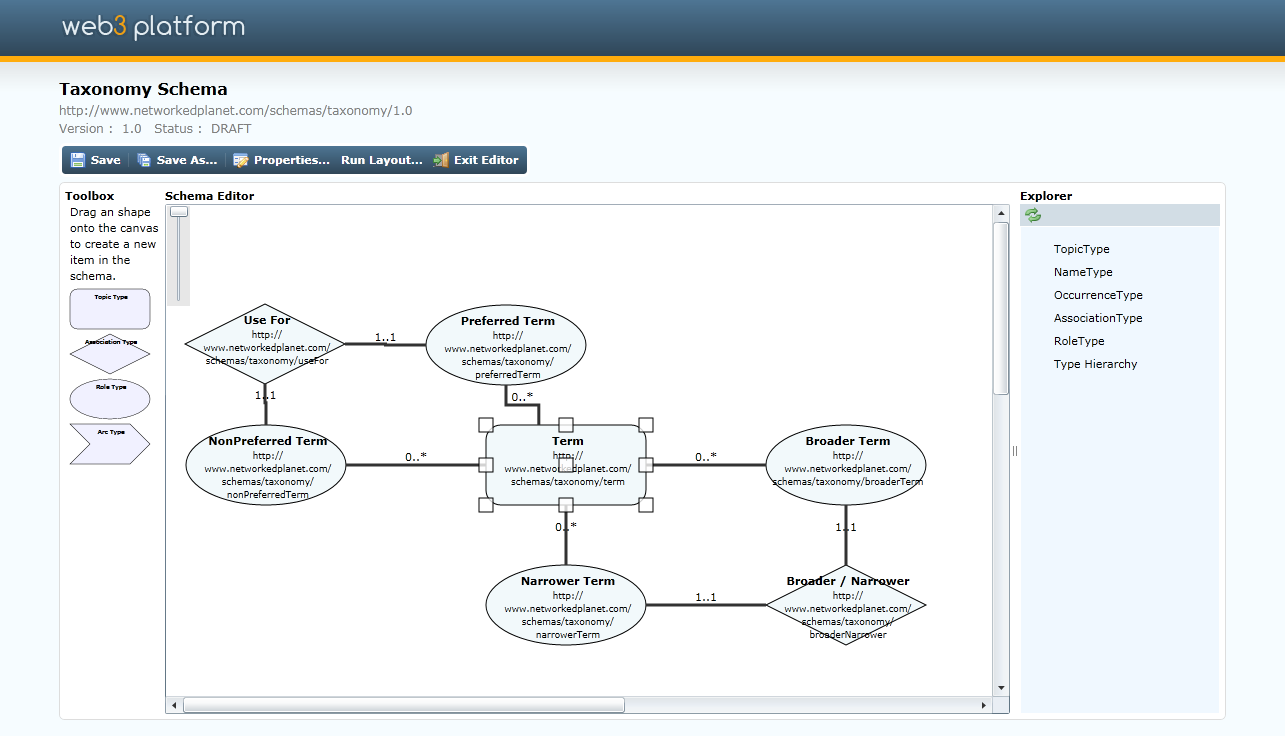 web3 platform
Taxonomy Schema
http://www.networkedplanet.com/schemas/taxonomy/1.0
Version : 1.0 Status : DRAFT
Save Save As... Properties... Run Layout... Exit Editor
Toolbox
Drag an shape
onto the canvas
to create a new
item in the
schema.
Topic Type
Association Type
Role Type
Arc Type
Schema Editor
Use For
http://
www.networkedplanet.com/
schemas/taxonomy/useFor
1..1
Preferred Term
http://
www.networkedplanet.com/
schemas/taxonomy/
preferredTerm
1..1
0..*
NonPreferred Term
http://
www.networkedplanet.com/
schemas/taxonomy/
nonPreferredTerm
0..*
Term
http://
www.networkedplanet.com/
schemas/taxonomy/term
0..*
Broader Term
http://
www.networkedplanet.com/
schemas/taxonomy/broaderTerm
0..*
1..1
Narrower Term
http://
www.networkedplanet.com/
schemas/taxonomy/
narrowerTerm
1..1
Broader / Narrower
http://
www.networkedplanet.com/
schemas/taxonomy/
broaderNarrower
Explorer
TopicType
NameType
OccurrenceType
AssociationType
RoleType
Type Hierarchy